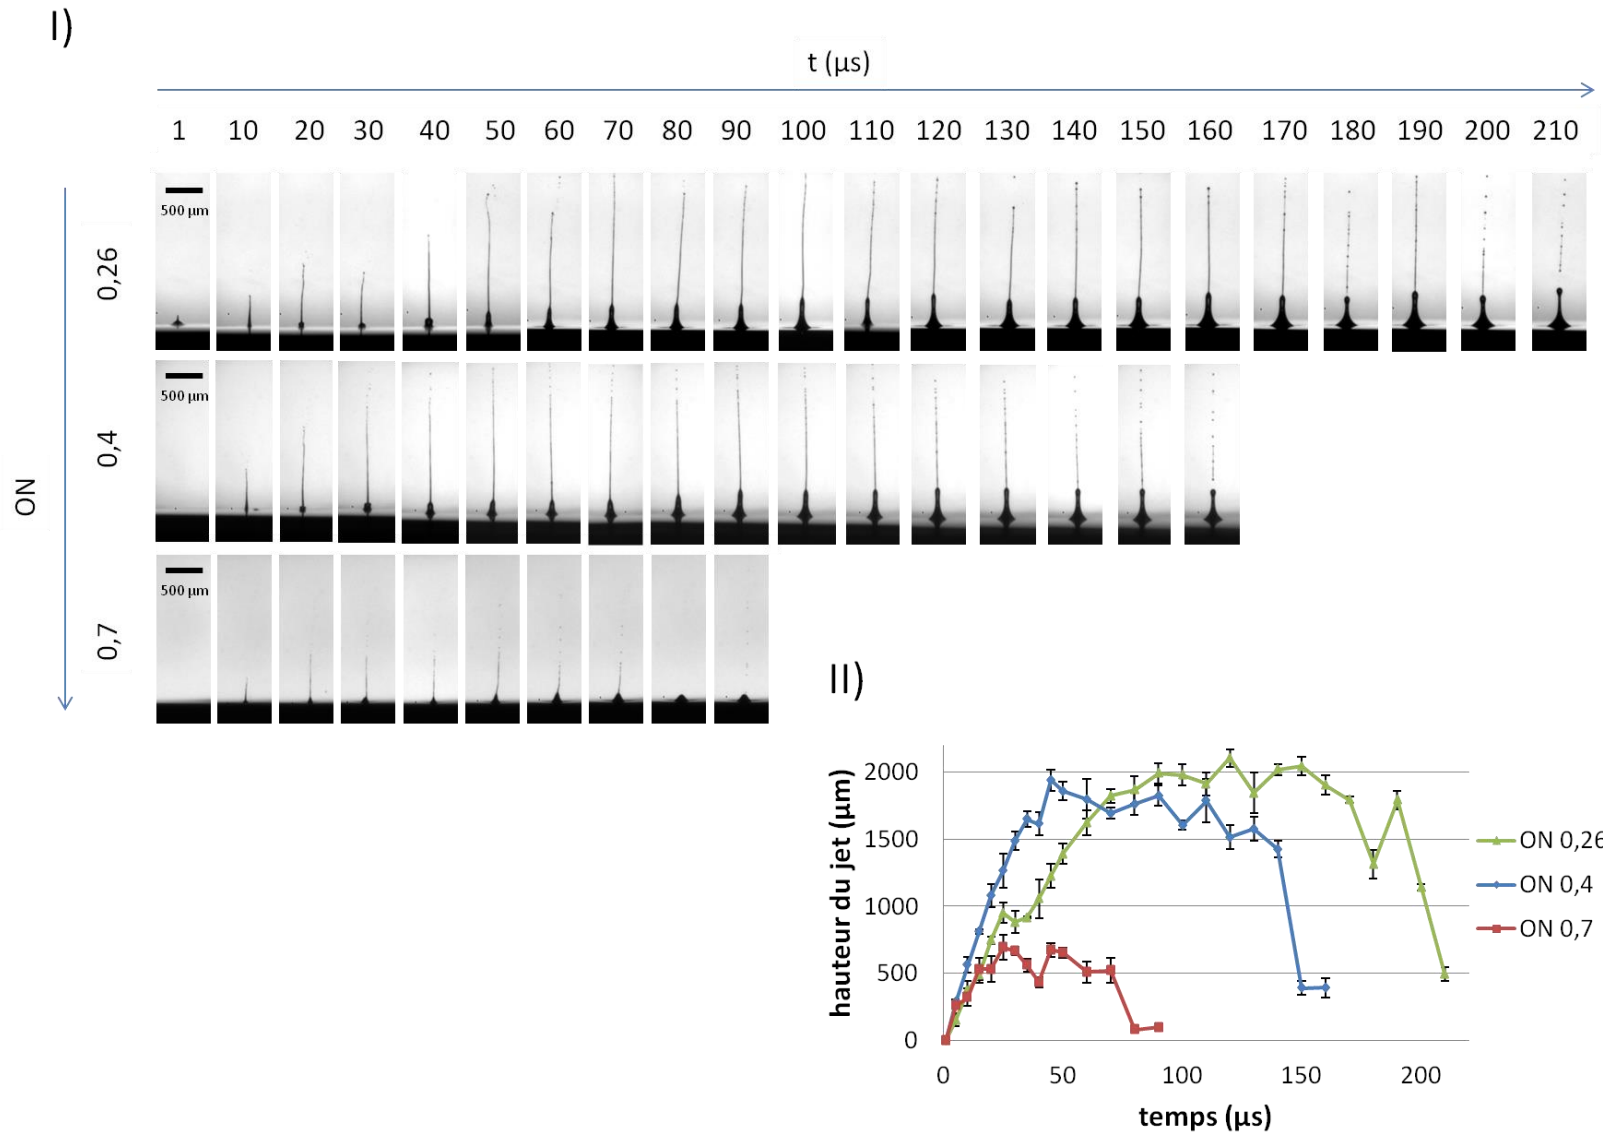 I)
t (µs)
1 10 20 30 40 50 60 70 80 90 100 110 120 130 140 150 160 170 180 190 200 210
500 µm
0,26
500 µm
0,4
ON
500 µm
0,7
II)
hauteur du jet (µm)
2000
1500
1000
500
0
0 50 100 150 200
temps (µs)
ON 0,26
ON 0,4
ON 0,7